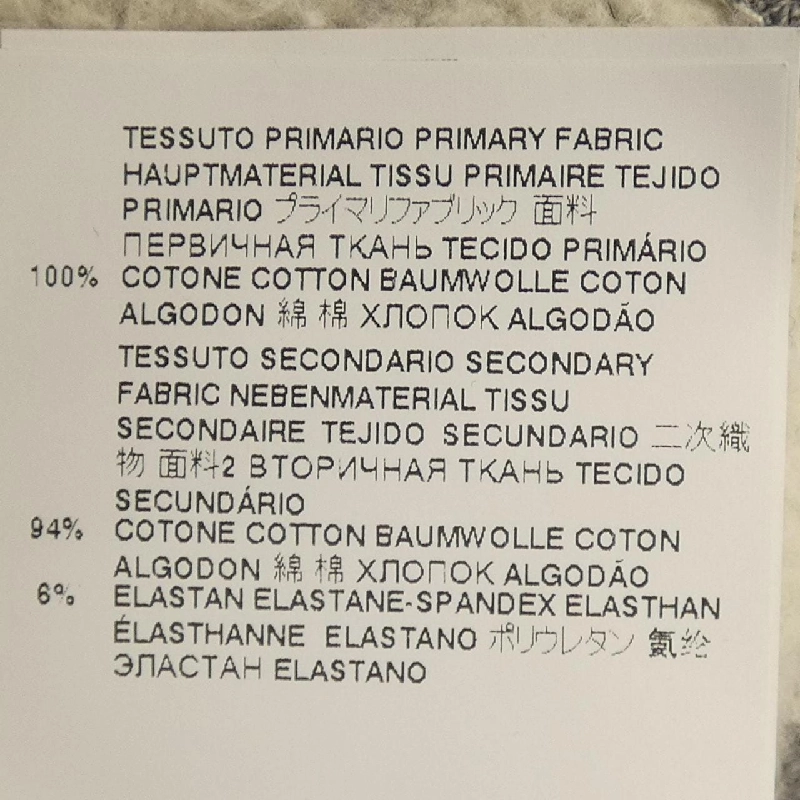 TESSUTO PRIMARIO PRIMARY FABRIC
HAUPTMATERIAL TISSU PRIMAIRE TEJIDO
PRIMARIO プライマリファブリック 面料
ПЕРВИЧНАЯ ТКАНЬ TECIDO PRIMÁRIO
100% COTONE COTTON BAUMWOLLE COTON
ALGODON 綿 棉 ХЛОПОК ALGODÃO
TESSUTO SECONDARIO SECONDARY
FABRIC NEBENMATERIAL TISSU
SECONDAIRE TEJIDO SECUNDARIO 二次織
物 面料2 ВТОРИЧНАЯ ТКАНЬ TECIDO
SECUNDÁRIO
94% COTONE COTTON BAUMWOLLE COTON
ALGODON 綿 棉 ХЛОПОК ALGODÃO
6% ELASTAN ELASTANE-SPANDEX ELASTHAN
ÉLASTHANNE ELASTANO ポリウレタン 氨纶
ЭЛАСТАН ELASTANO